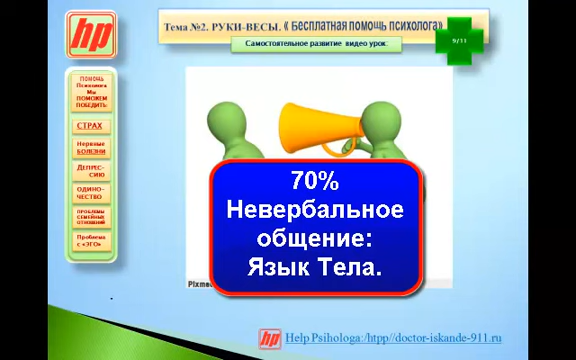 hp
Тема №2. РУКИ-ВЕСЫ. « Бесплатная помощь психолога»
Самостоятельное развитие видео урок:
9/11
ПОМОЧЬ
Психолога
Мы
ПОМОЖЕМ
ПОБЕДИТЬ:
СТРАХ
Нервные
БОЛЕЗНИ
ДЕПРЕС-
СИЮ
ОДИНО-
ЧЕСТВО
ПРОБЛЕМЫ
СЕМЕЙНЫХ
ОТНОШЕНИЙ
Проблема
с «ЭГО»
70%
Невербальное
общение:
Язык Тела.
Pixma
hp Help Psihologa:/htpp//doctor-iskande-911.ru